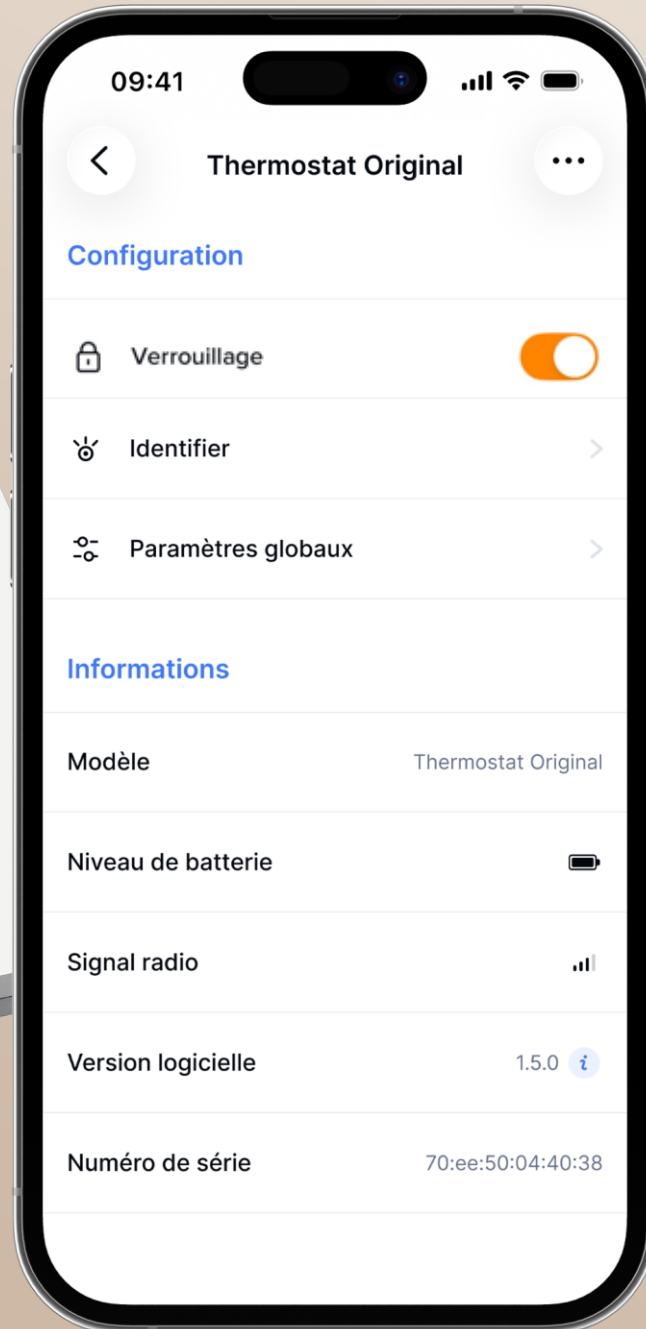 09:41
Thermostat Original
Configuration
Verrouillage
Identifier
Paramètres globaux
Informations
Modèle
Thermostat Original
Niveau de batterie
Signal radio
Version logicielle
1.5.0 i
Numéro de série
70:ee:50:04:40:38